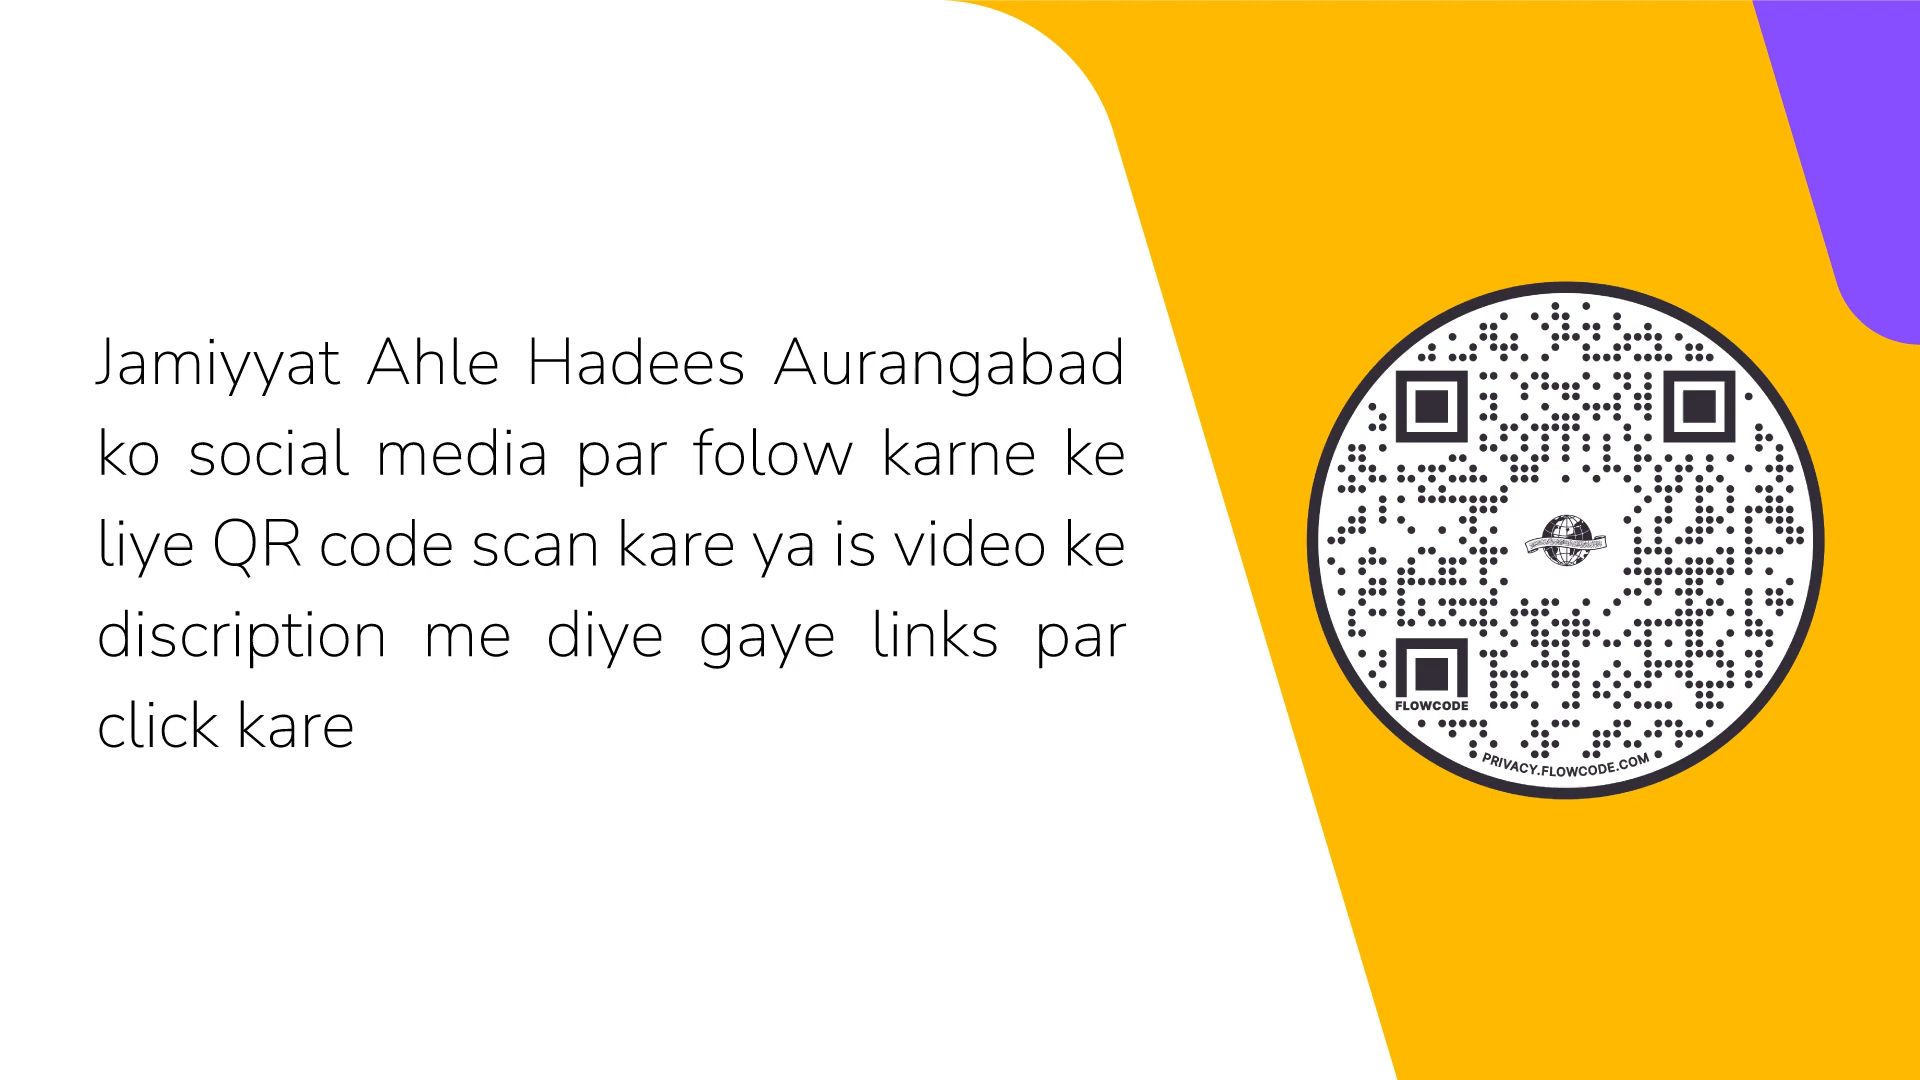 Jamiyyat Ahle Hadees Aurangabad
ko social media par folow karne ke
liye QR code scan kare ya is video ke
discription me diye gaye links par
click kare
FLOWCODE
PRIVACY.FLOWCODE.COM